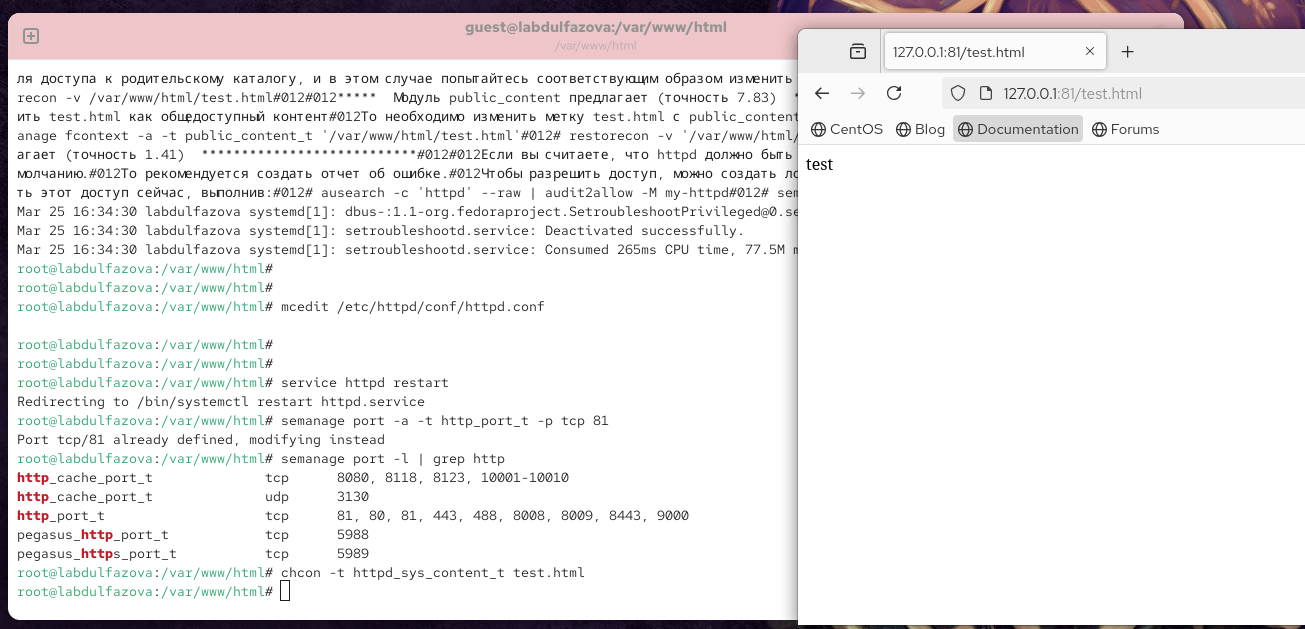 guest@labdulfazova:/var/www/html
/var/www/html
ля доступа к родительскому каталогу, и в этом случае попытайтесь соответствующим образом изменить
recon -v /var/www/html/test.html#012#012***** Модуль public_content предлагает (точность 7.83) *
ить test.html как общедоступный контент#012То необходимо изменить метку test.html с public_content
anage fcontext -a -t public_content_t '/var/www/html/test.html'#012# restorecon -v '/var/www/html/
агает (точность 1.41) ***************************#012#012Если вы считаете, что httpd должно быть
молчанию.#012То рекомендуется создать отчет об ошибке.#012Чтобы разрешить доступ, можно создать ло
ть этот доступ сейчас, выполнив:#012# ausearch -c 'httpd' --raw | audit2allow -M my-httpd#012# sem
Mar 25 16:34:30 labdulfazova systemd[1]: dbus-:1.1-org.fedoraproject.SetroubleshootPrivileged@0.se
Mar 25 16:34:30 labdulfazova systemd[1]: setroubleshootd.service: Deactivated successfully.
Mar 25 16:34:30 labdulfazova systemd[1]: setroubleshootd.service: Consumed 265ms CPU time, 77.5M m
root@labdulfazova:/var/www/html#
root@labdulfazova:/var/www/html#
root@labdulfazova:/var/www/html# mcedit /etc/httpd/conf/httpd.conf
root@labdulfazova:/var/www/html#
root@labdulfazova:/var/www/html#
root@labdulfazova:/var/www/html# service httpd restart
Redirecting to /bin/systemctl restart httpd.service
root@labdulfazova:/var/www/html# semanage port -a -t http_port_t -p tcp 81
Port tcp/81 already defined, modifying instead
root@labdulfazova:/var/www/html# semanage port -l | grep http
http_cache_port_t tcp 8080, 8118, 8123, 10001-10010
http_cache_port_t udp 3130
http_port_t tcp 81, 80, 81, 443, 488, 8008, 8009, 8443, 9000
pegasus_http_port_t tcp 5988
pegasus_https_port_t tcp 5989
root@labdulfazova:/var/www/html# chcon -t httpd_sys_content_t test.html
root@labdulfazova:/var/www/html#
127.0.0.1:81/test.html
127.0.0.1:81/test.html
CentOS Blog Documentation Forums
test